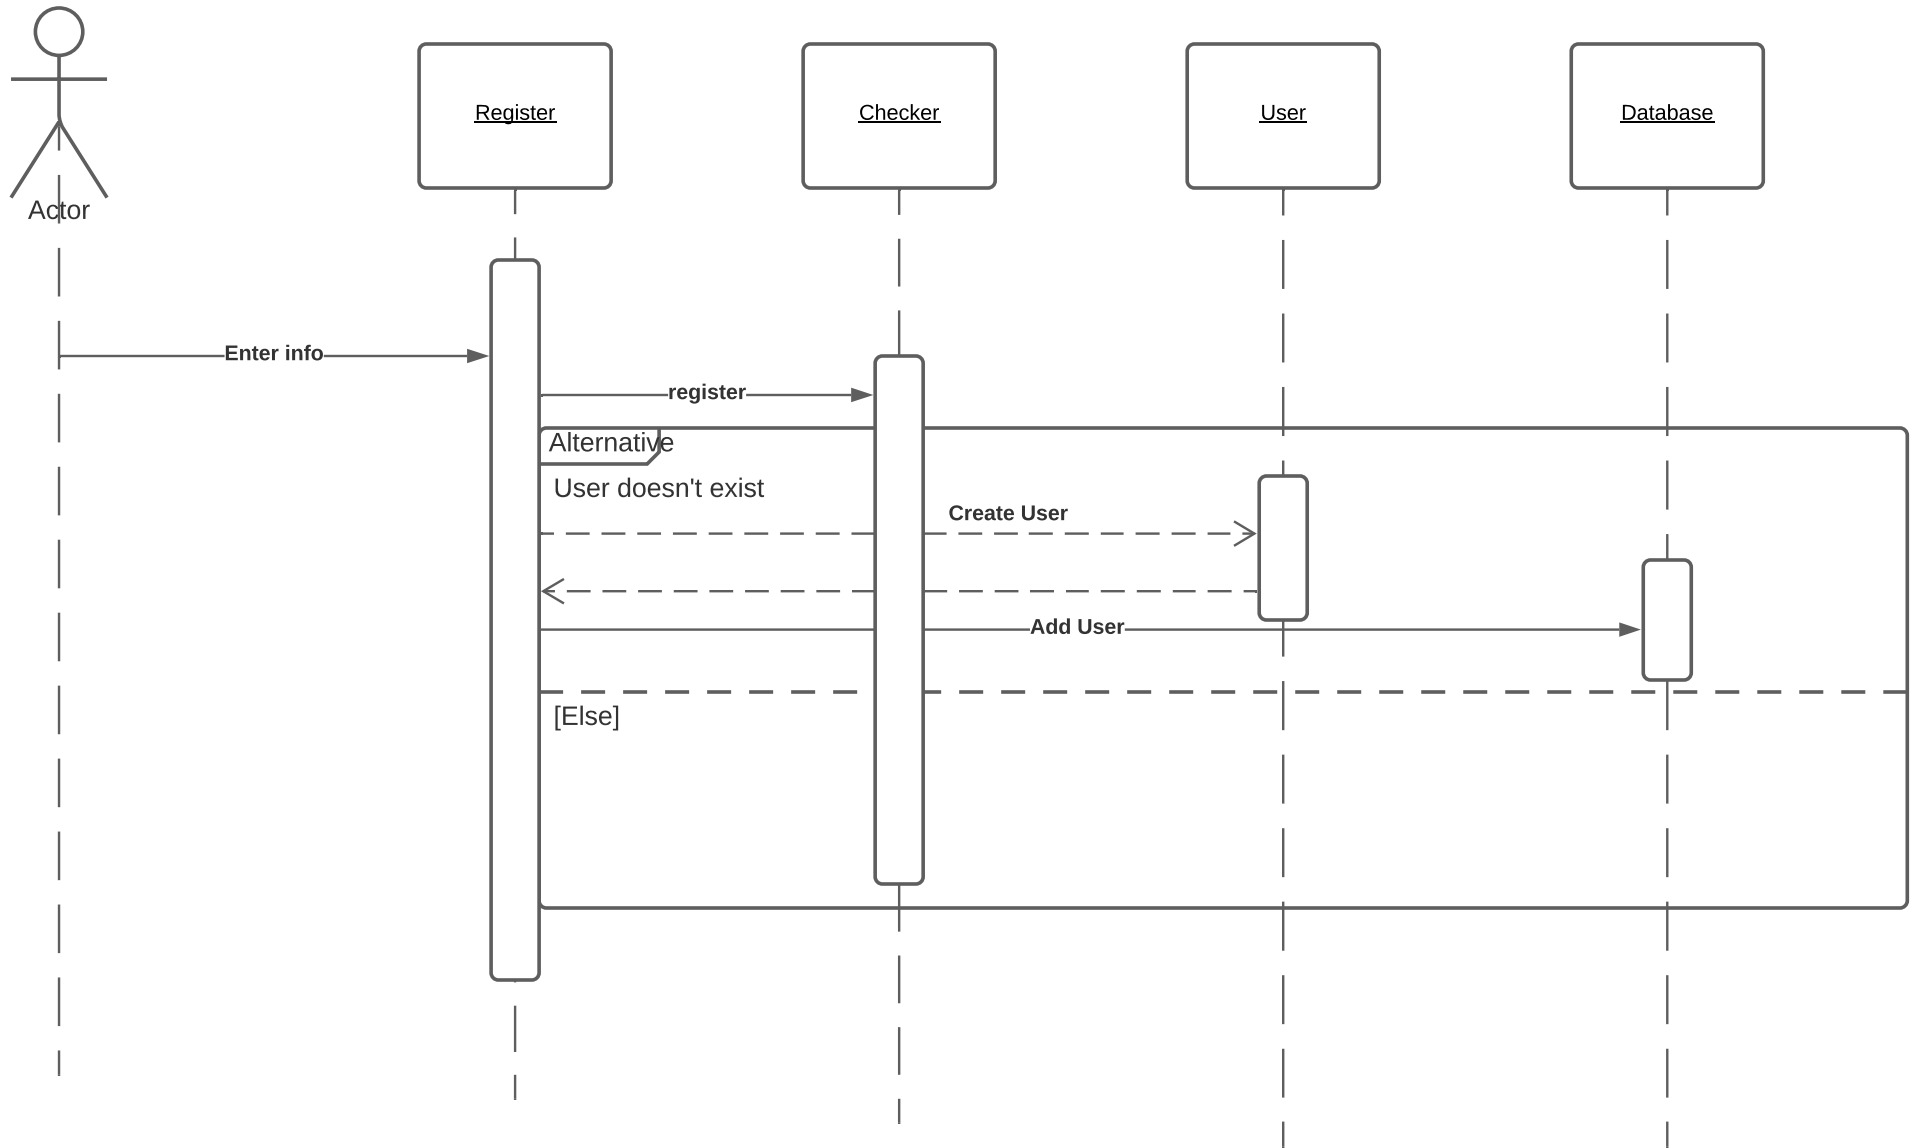 Actor
Register
Checker
User
Database
Enter info
register
Alternative
User doesn't exist
Create User
Add User
[Else]